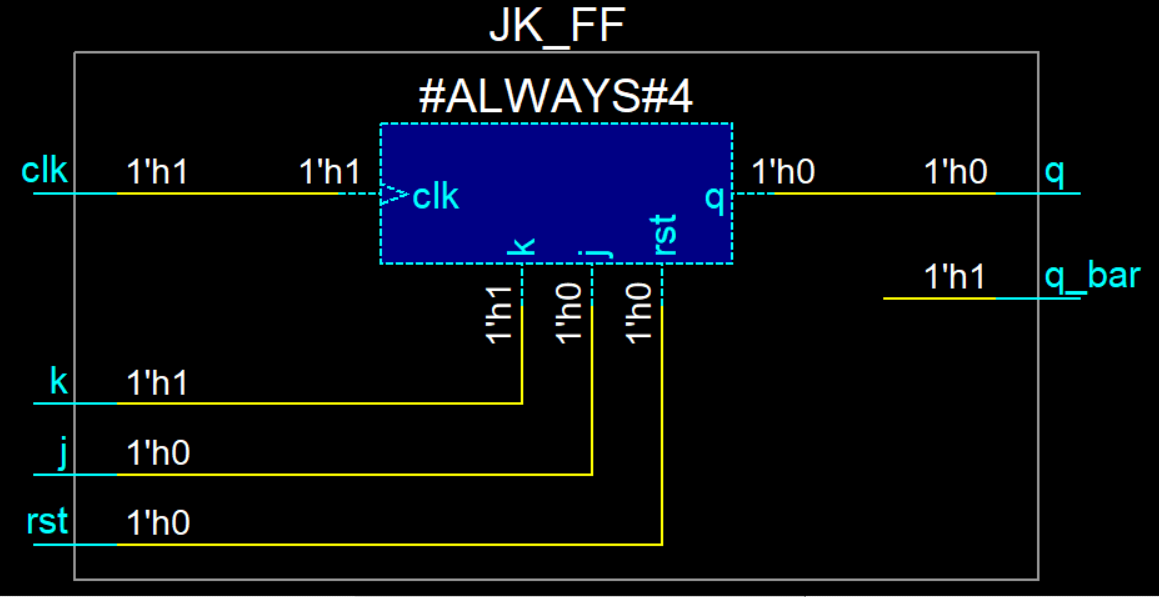 JK_FF
#ALWAYS#4
clk 1'h1 1'h1 clk q 1'h0 1'h0 q
k j rst
1'h1 q_bar
1'h1 1'h0 1'h0
k 1'h1
j 1'h0
rst 1'h0